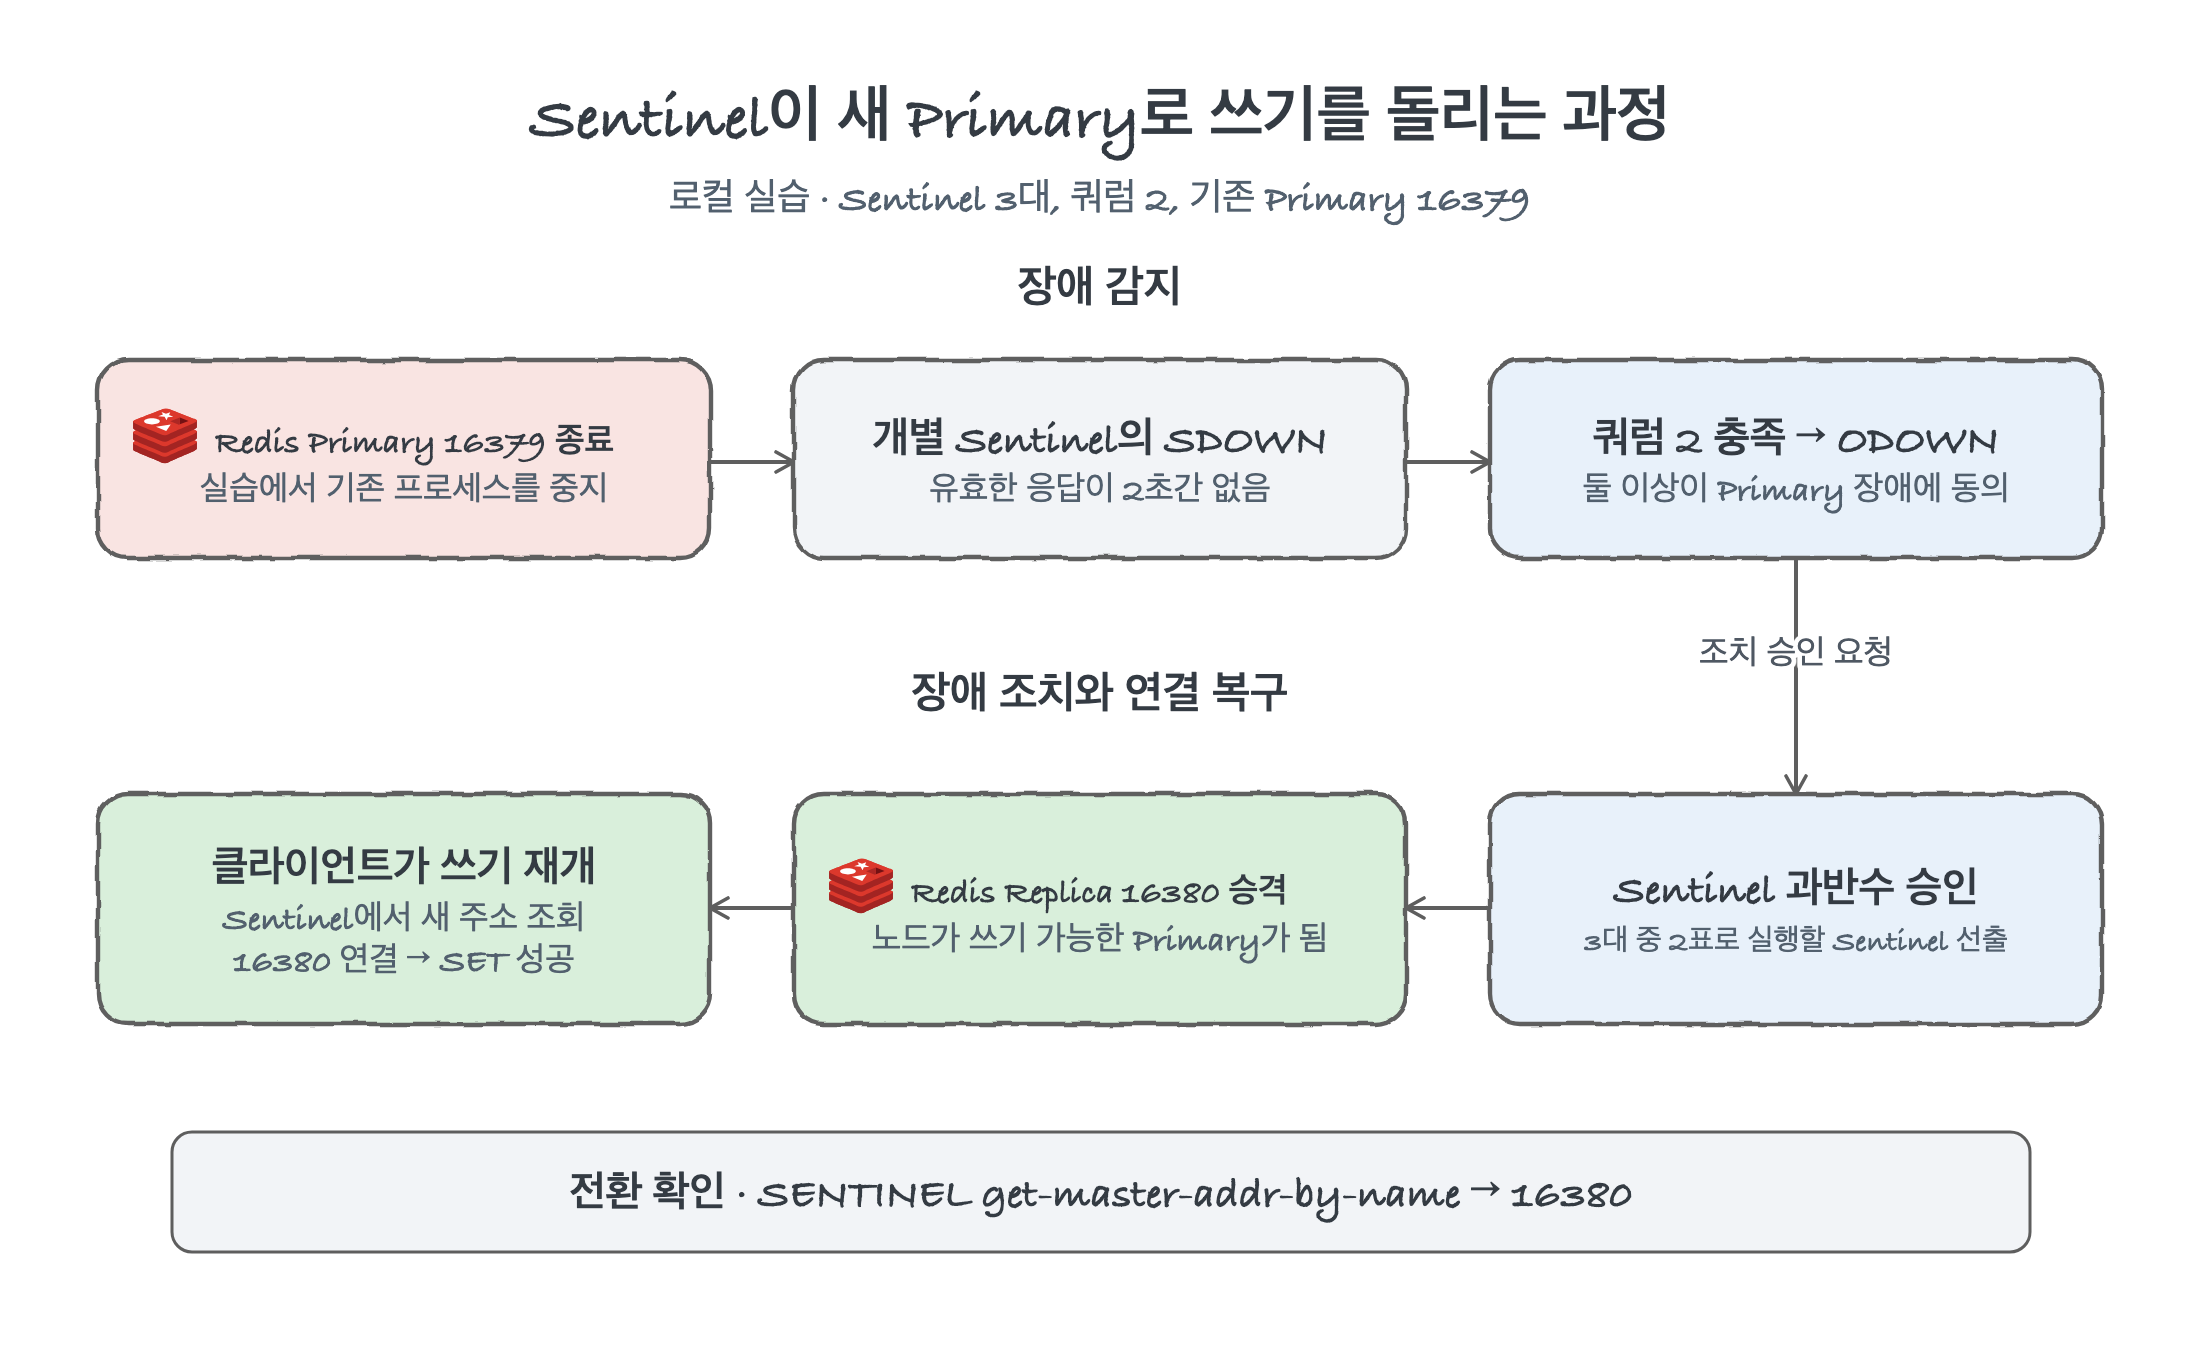 Sentinel이 새 Primary로 쓰기를 돌리는 과정
로컬 실습 · Sentinel 3대, 쿼럼 2, 기존 Primary 16379
장애 감지
Redis Primary 16379 종료
실습에서 기존 프로세스를 중지
개별 Sentinel의 SDOWN
유효한 응답이 2초간 없음
쿼럼 2 충족 → ODOWN
둘 이상이 Primary 장애에 동의
조치 승인 요청
장애 조치와 연결 복구
Sentinel 과반수 승인
3대 중 2표로 실행할 Sentinel 선출
Redis Replica 16380 승격
노드가 쓰기 가능한 Primary가 됨
클라이언트가 쓰기 재개
Sentinel에서 새 주소 조회
16380 연결 → SET 성공
전환 확인 · SENTINEL get-master-addr-by-name → 16380